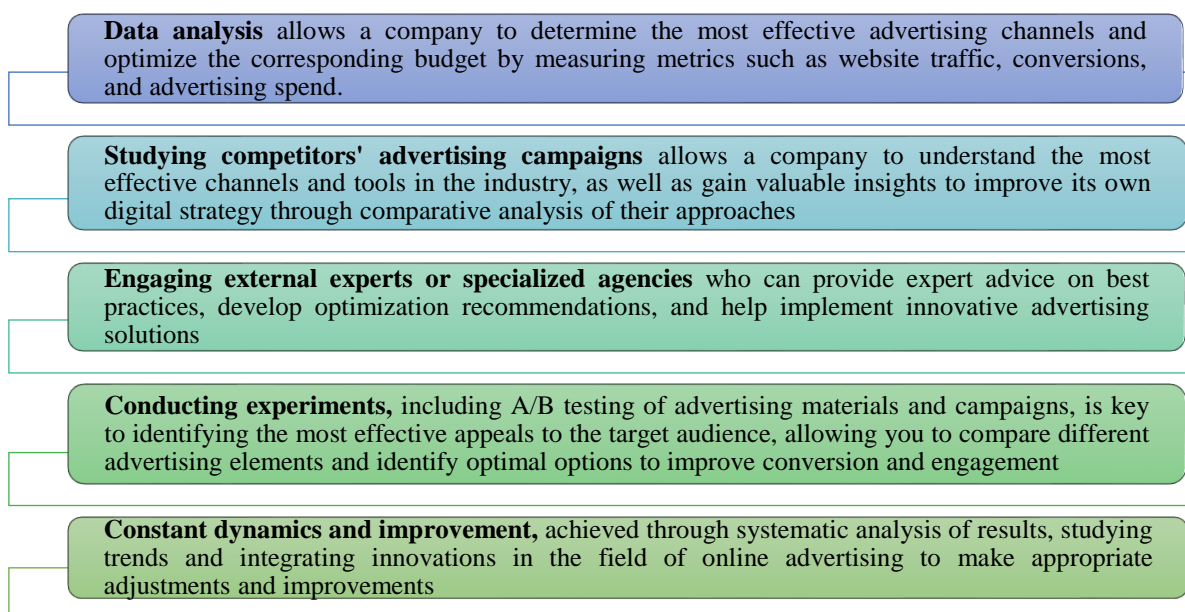 Data analysis allows a company to determine the most effective advertising channels and
optimize the corresponding budget by measuring metrics such as website traffic, conversions,
and advertising spend.
Studying competitors' advertising campaigns allows a company to understand the most
effective channels and tools in the industry, as well as gain valuable insights to improve its own
digital strategy through comparative analysis of their approaches
Engaging external experts or specialized agencies who can provide expert advice on best
practices, develop optimization recommendations, and help implement innovative advertising
solutions
Conducting experiments, including A/B testing of advertising materials and campaigns, is key
to identifying the most effective appeals to the target audience, allowing you to compare different
advertising elements and identify optimal options to improve conversion and engagement
Constant dynamics and improvement, achieved through systematic analysis of results, studying
trends and integrating innovations in the field of online advertising to make appropriate
adjustments and improvements